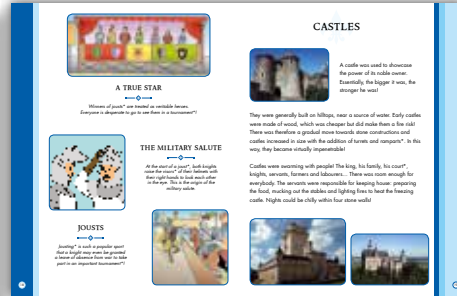 A TRUE STAR
Winners of jousts* are treated as veritable heroes.
Everyone is desperate to go to see them in a tournament*!
THE MILITARY SALUTE
At the start of a joust*, both knights
raise the visors* of their helmets with
their right hands to look each other
in the eye. This is the origin of the
military salute.
JOUSTS
Jousting* is such a popular sport
that a knight may even be granted
a leave of absence from war to take
part in an important tournament*!
CASTLES
A castle was used to showcase
the power of its noble owner.
Essentially, the bigger it was, the
stronger he was!
They were generally built on hilltops, near a source of water. Early castles
were made of wood, which was cheaper but did make them a fire risk!
There was therefore a gradual move towards stone constructions and
castles increased in size with the addition of turrets and ramparts*. In this
way, they became virtually impenetrable!
Castles were swarming with people! The king, his family, his court*,
knights, servants, farmers and labourers... There was room enough for
everybody. The servants were responsible for keeping house: preparing
the food, mucking out the stables and lighting fires to heat the freezing
castle. Nights could be chilly within four stone walls!